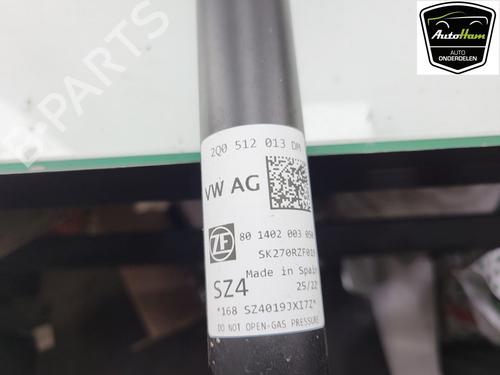 AutoHam
AUTO
ONDERDELEN
B-PARTS
2Q0 512 013 DM
VW AG
ZF
80 1402 003 050
SK270RZF019
Made in Spain
SZ4
25/22
*168 SZ4019JXI7Z*
DO NOT OPEN-GAS PRESSURE